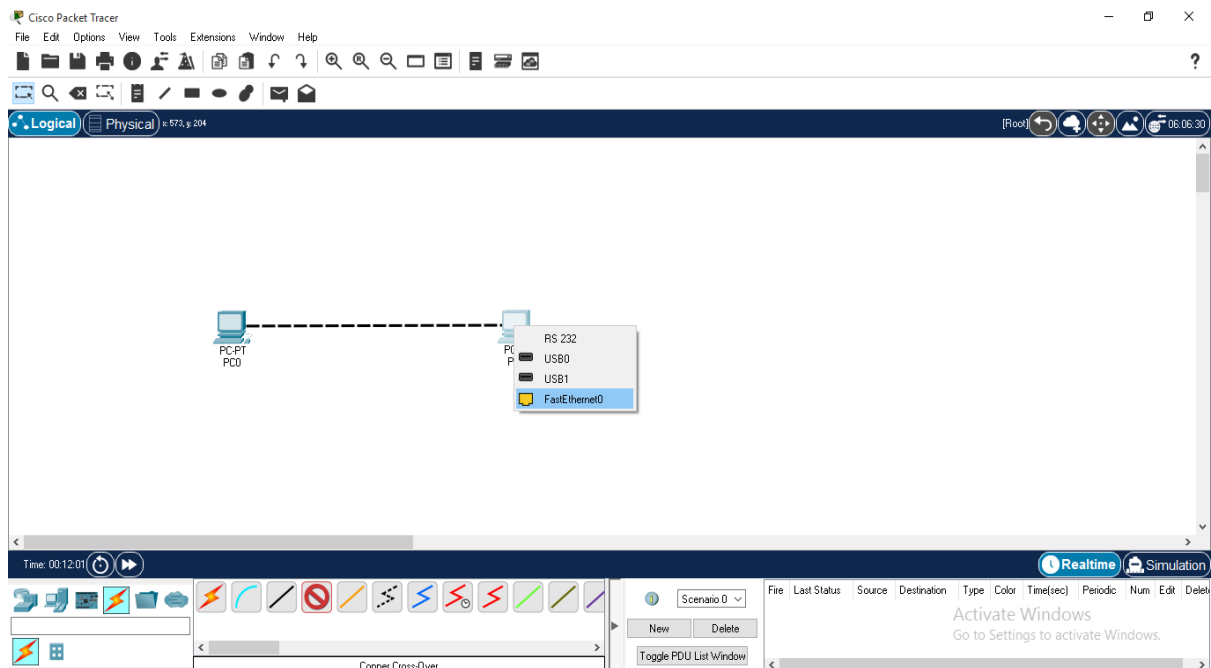 Cisco Packet Tracer
File Edit Options View Tools Extensions Window Help
?
Logical Physical x: 573, y: 204 [Root] 06:06:30
PC-PT
PC0
RS 232
USB0
USB1
FastEthernet0
Time: 00:12:01 Realtime Simulation
Scenario 0
New Delete
Toggle PDU List Window
Fire Last Status Source Destination Type Color Time(sec) Periodic Num Edit
Activate Windows
Go to Settings to activate Windows.
Copper Cross-Over